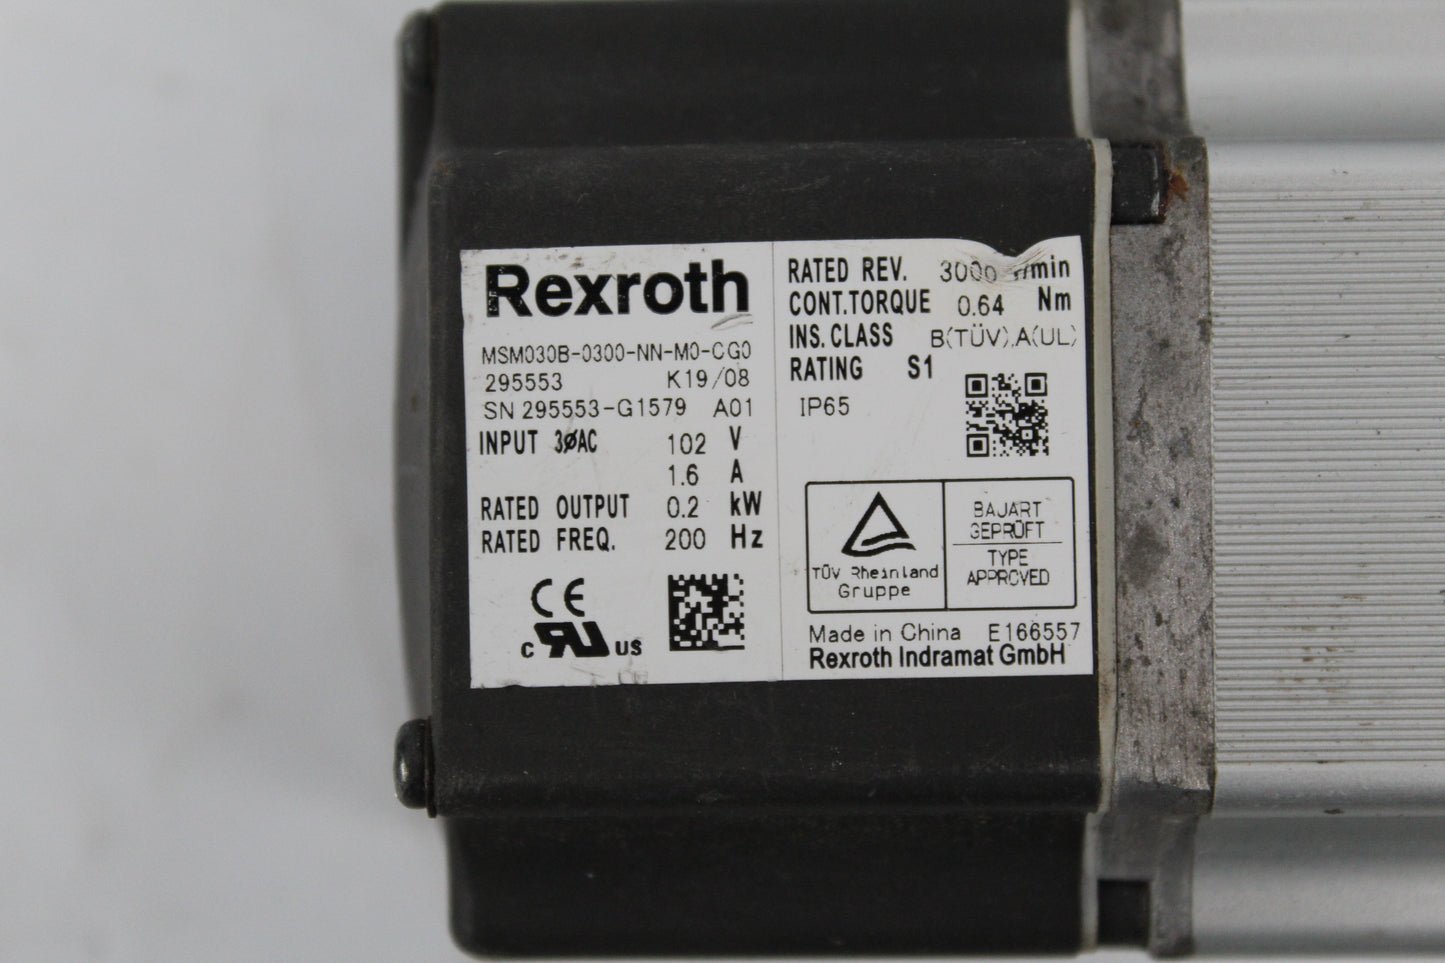 Rexroth
MSM030B-0300-NN-M0-CG0
295553 K19/08
SN 295553-G1579 A01
INPUT 3ØAC 102 V
1.6 A
RATED OUTPUT 0.2 kW
RATED FREQ. 200 Hz
CE
c RU US
RATED REV. 3000 /min
CONT.TORQUE 0.64 Nm
INS.CLASS B(TÜV),A(UL)
RATING S1
IP65
TÜV Rheinland
Gruppe
BAUART
GEPRÜFT
TYPE
APPROVED
Made in China E166557
Rexroth Indramat GmbH